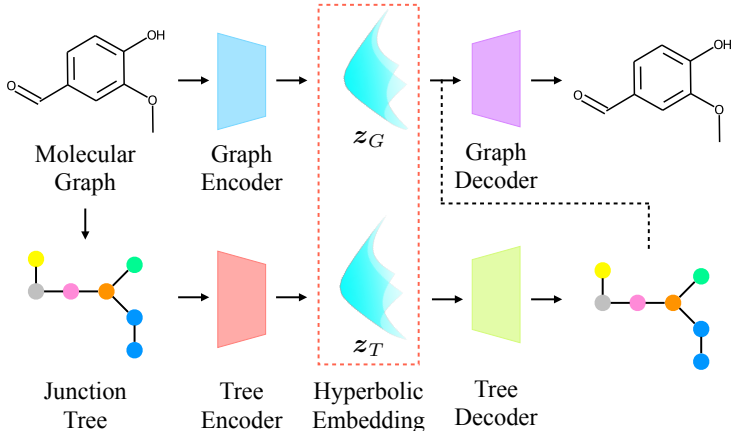 OH
O
O
z_G
OH
O
O
Molecular
Graph
Graph
Encoder
Graph
Decoder
z_T
Junction
Tree
Tree
Encoder
Hyperbolic
Embedding
Tree
Decoder